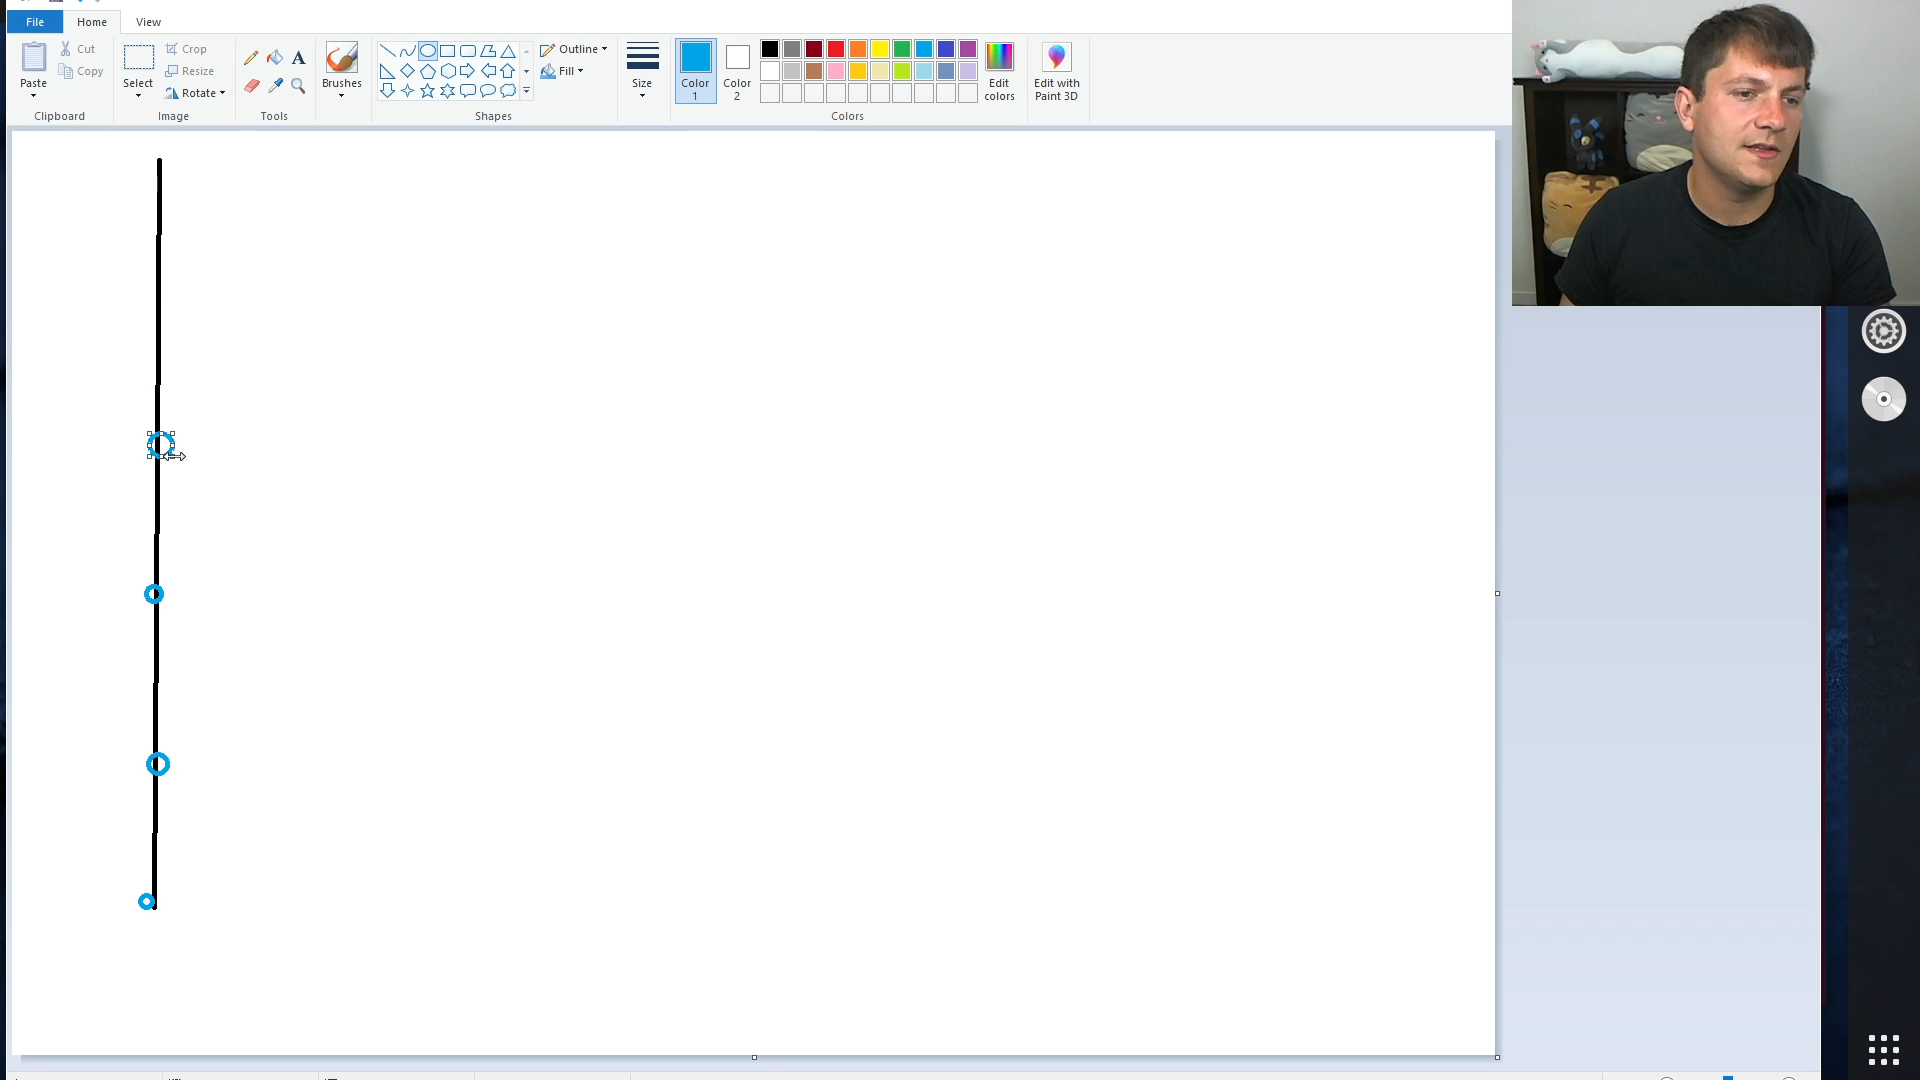 File Home View
Paste Cut Copy
Clipboard
Select Crop Resize Rotate
Image
A
Tools
Brushes
Outline Fill
Shapes
Size
Color 1
Color 2
Edit colors
Colors
Edit with Paint 3D